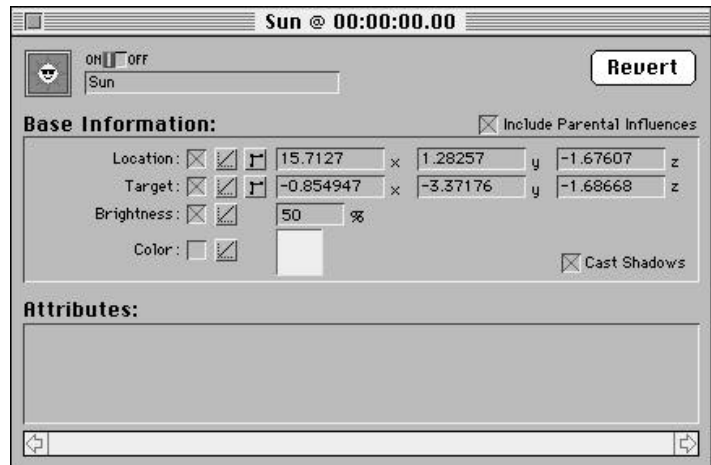 Sun @ 00:00:00.00
ON OFF
Sun
Revert
Base Information:
Include Parental Influences
Location: 15.7127 x 1.28257 y -1.67607 z
Target: -0.854947 x -3.37176 y -1.68668 z
Brightness: 50 %
Color:
Cast Shadows
Attributes: